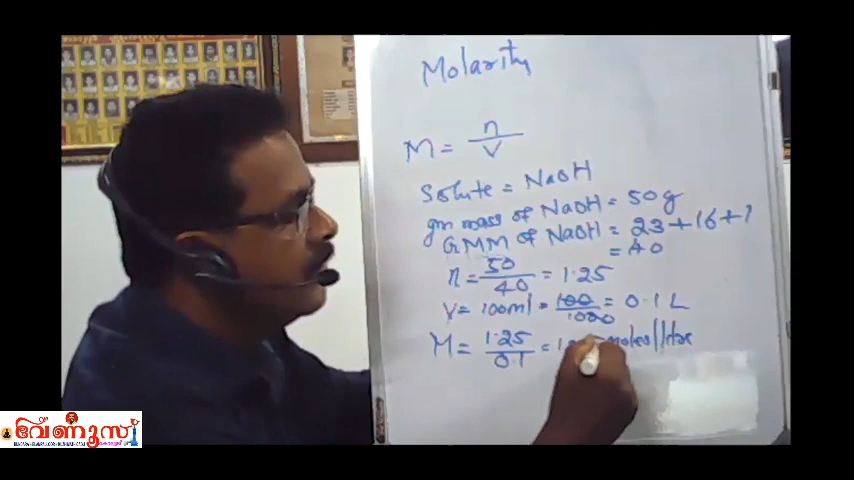 Molarity
M = n/V
Solute = NaOH
gm mass of NaOH = 50g
GMM of NaOH = 23+16+1
= 40
n = 50/40 = 1.25
V = 100ml = 100/1000 = 0.1 L
M = 1.25/0.1 = moles/litre
വേണൂസ്